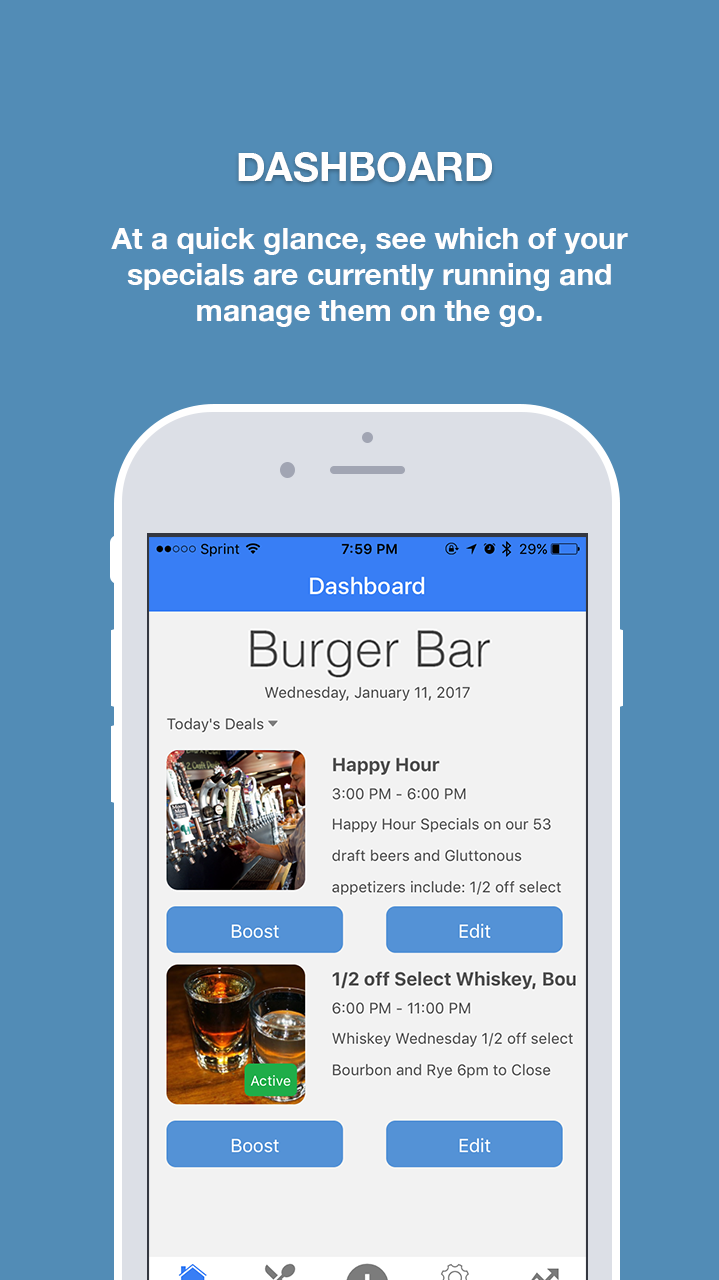 DASHBOARD
At a quick glance, see which of your
specials are currently running and
manage them on the go.
Sprint 7:59 PM 29%
Dashboard
Burger Bar
Wednesday, January 11, 2017
Today's Deals
Happy Hour
3:00 PM - 6:00 PM
Happy Hour Specials on our 53
draft beers and Gluttonous
appetizers include: 1/2 off select
Boost Edit
1/2 off Select Whiskey, Bou
6:00 PM - 11:00 PM
Whiskey Wednesday 1/2 off select
Bourbon and Rye 6pm to Close
Active
Boost Edit